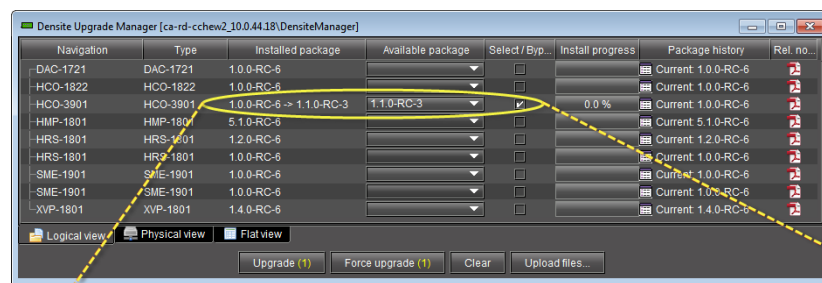 Densite Upgrade Manager [ca-rd-cchew2_10.0.44.18\DensiteManager]
Navigation Type Installed package Available package Select / Byp... Install progress Package history Rel. no...
DAC-1721 DAC-1721 1.0.0-RC-6 Current: 1.0.0-RC-6
HCO-1822 HCO-1822 1.0.0-RC-6 Current: 1.0.0-RC-6
HCO-3901 HCO-3901 1.0.0-RC-6 -> 1.1.0-RC-3 1.1.0-RC-3 0.0 % Current: 1.0.0-RC-6
HMP-1801 HMP-1801 5.1.0-RC-6 Current: 5.1.0-RC-6
HRS-1801 HRS-1801 1.2.0-RC-6 Current: 1.2.0-RC-6
HRS-1801 HRS-1801 1.0.0-RC-6 Current: 1.0.0-RC-6
SME-1901 SME-1901 1.0.0-RC-6 Current: 1.0.0-RC-6
SME-1901 SME-1901 1.0.0-RC-6 Current: 1.0.0-RC-6
XVP-1801 XVP-1801 1.4.0-RC-6 Current: 1.4.0-RC-6
Logical view Physical view Flat view
Upgrade (1) Force upgrade (1) Clear Upload files...